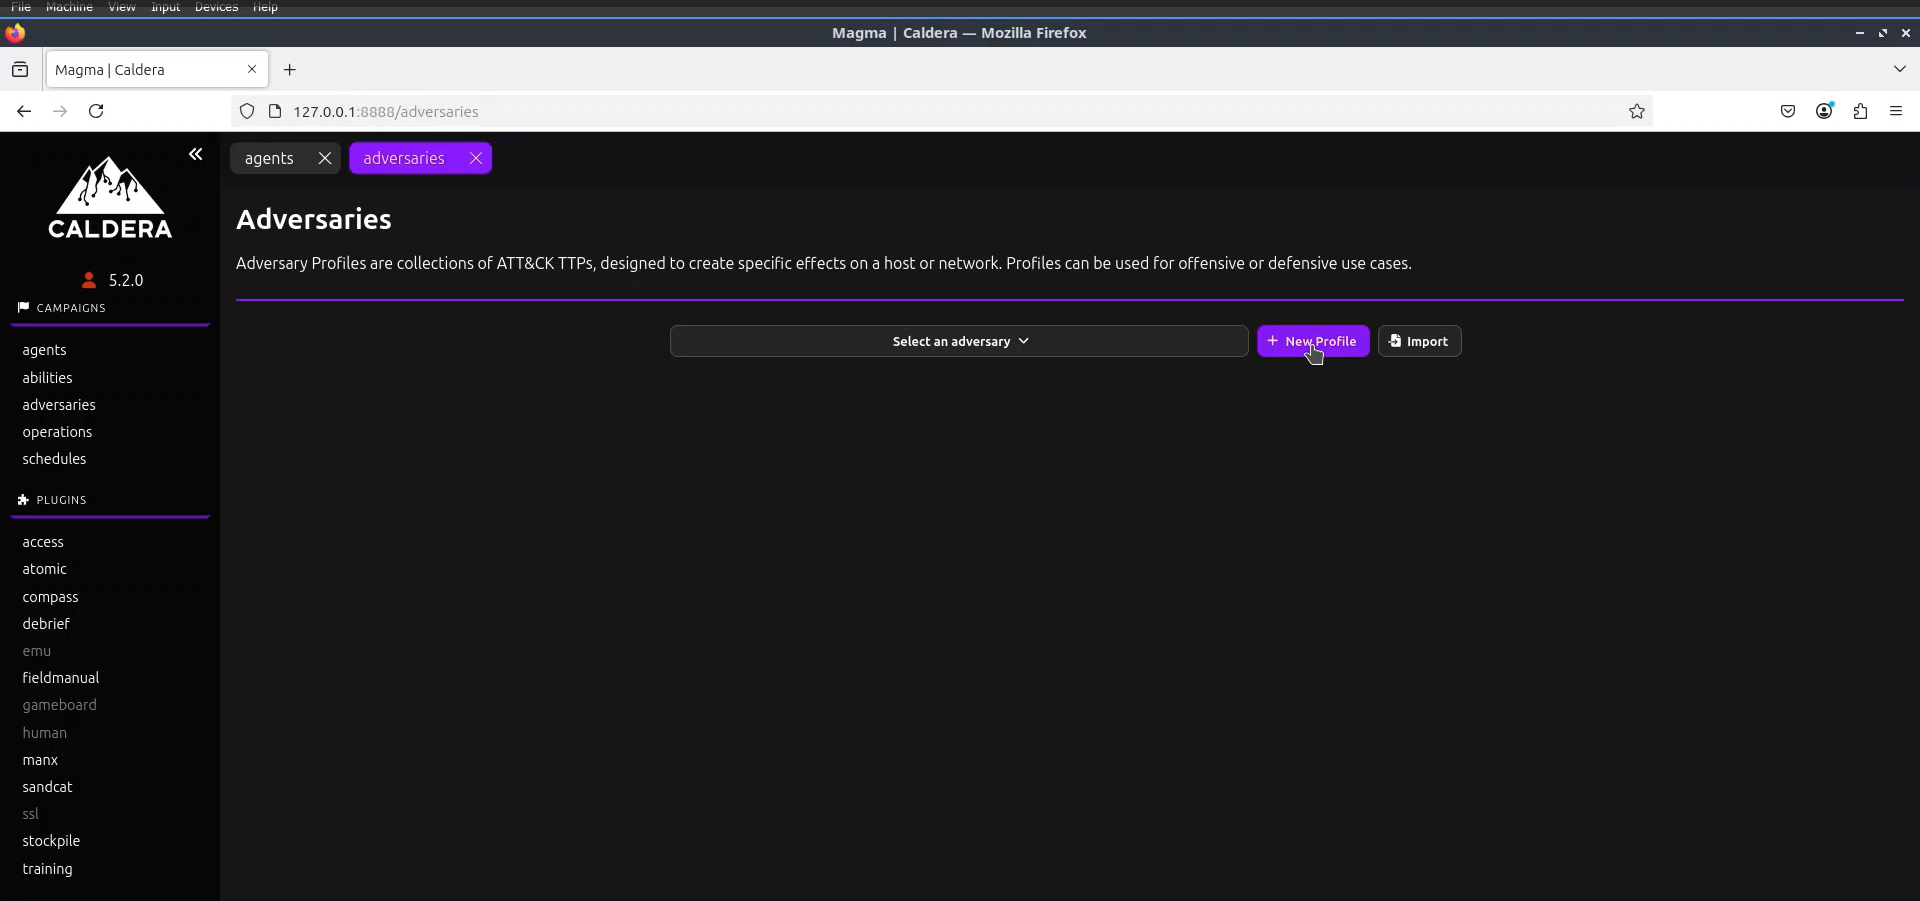 File Machine View Input Devices Help
Magma | Caldera — Mozilla Firefox
Magma | Caldera
127.0.0.1:8888/adversaries
CALDERA
5.2.0
CAMPAIGNS
agents
abilities
adversaries
operations
schedules
PLUGINS
access
atomic
compass
debrief
emu
fieldmanual
gameboard
human
manx
sandcat
ssl
stockpile
training
agents adversaries
Adversaries
Adversary Profiles are collections of ATT&CK TTPs, designed to create specific effects on a host or network. Profiles can be used for offensive or defensive use cases.
Select an adversary New Profile Import